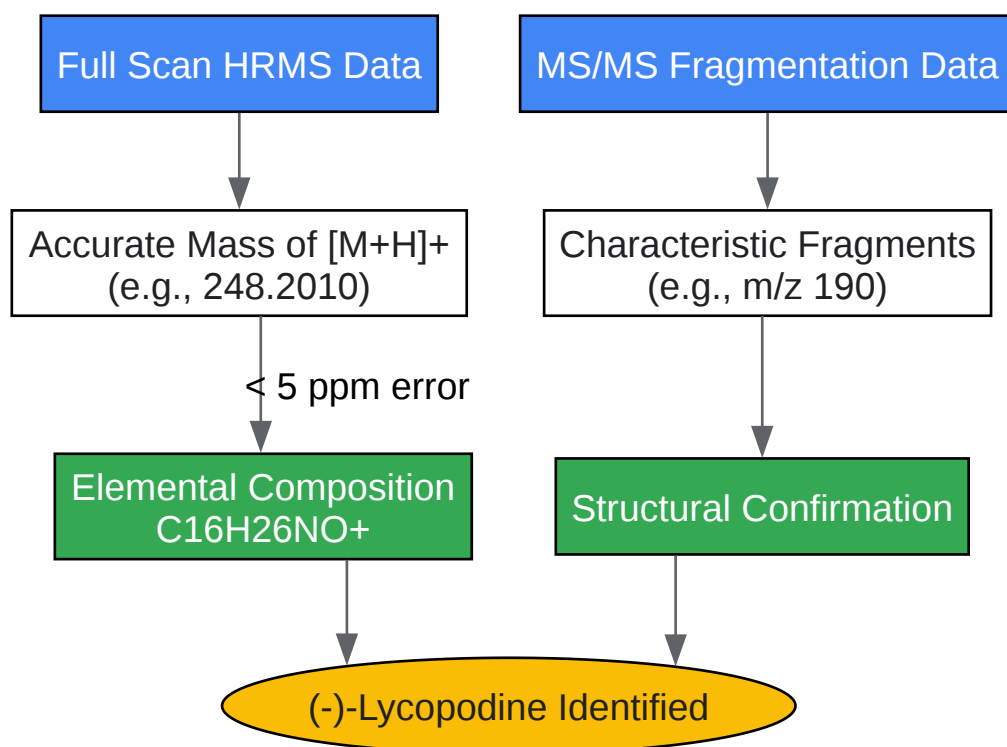 Full Scan HRMS Data
MS/MS Fragmentation Data
Accurate Mass of [M+H]+
(e.g., 248.2010)
Characteristic Fragments
(e.g., m/z 190)
< 5 ppm error
Elemental Composition
C16H26NO+
Structural Confirmation
(-)-Lycopodine Identified